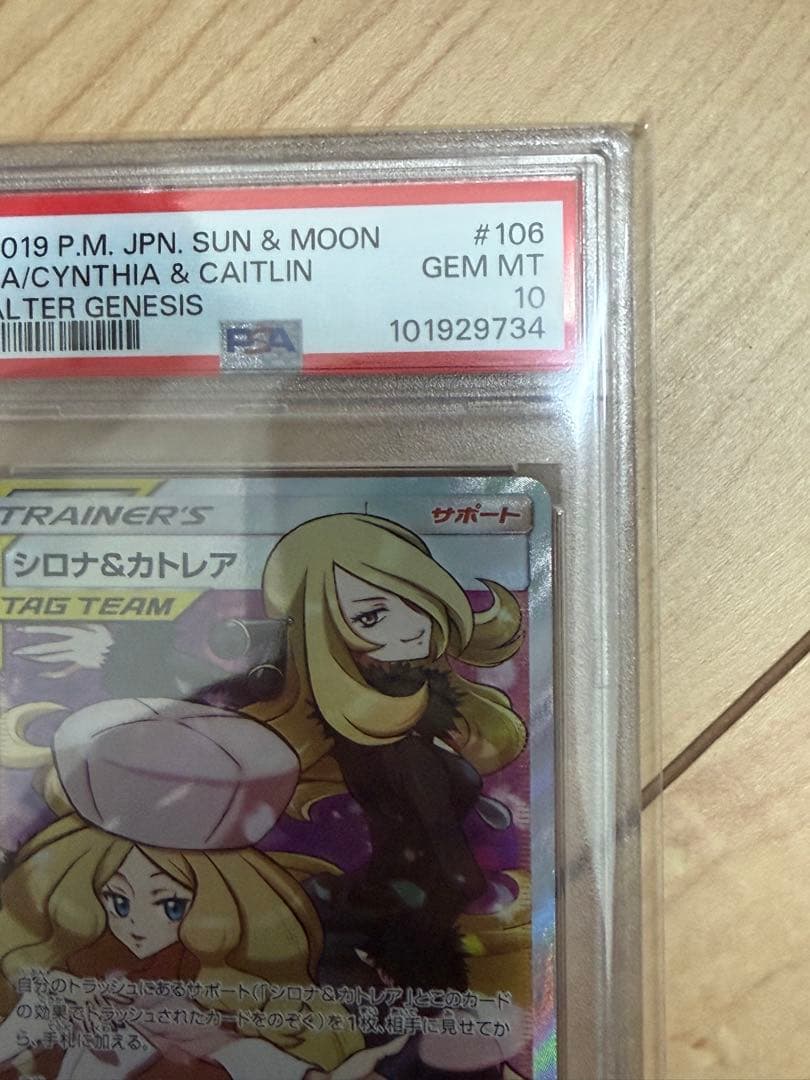 019 P.M. JPN. SUN & MOON #106
A/CYNTHIA & CAITLIN GEM MT
ALTER GENESIS 10
PSA 101929734
TRAINER'S サポート
シロナ&カトレア
TAG TEAM
自分のトラッシュにあるサポート(「シロナ&カトレア」とこのカード
の効果でトラッシュされたカードをのぞく)を1枚、相手に見せてか
ら、手札に加える。